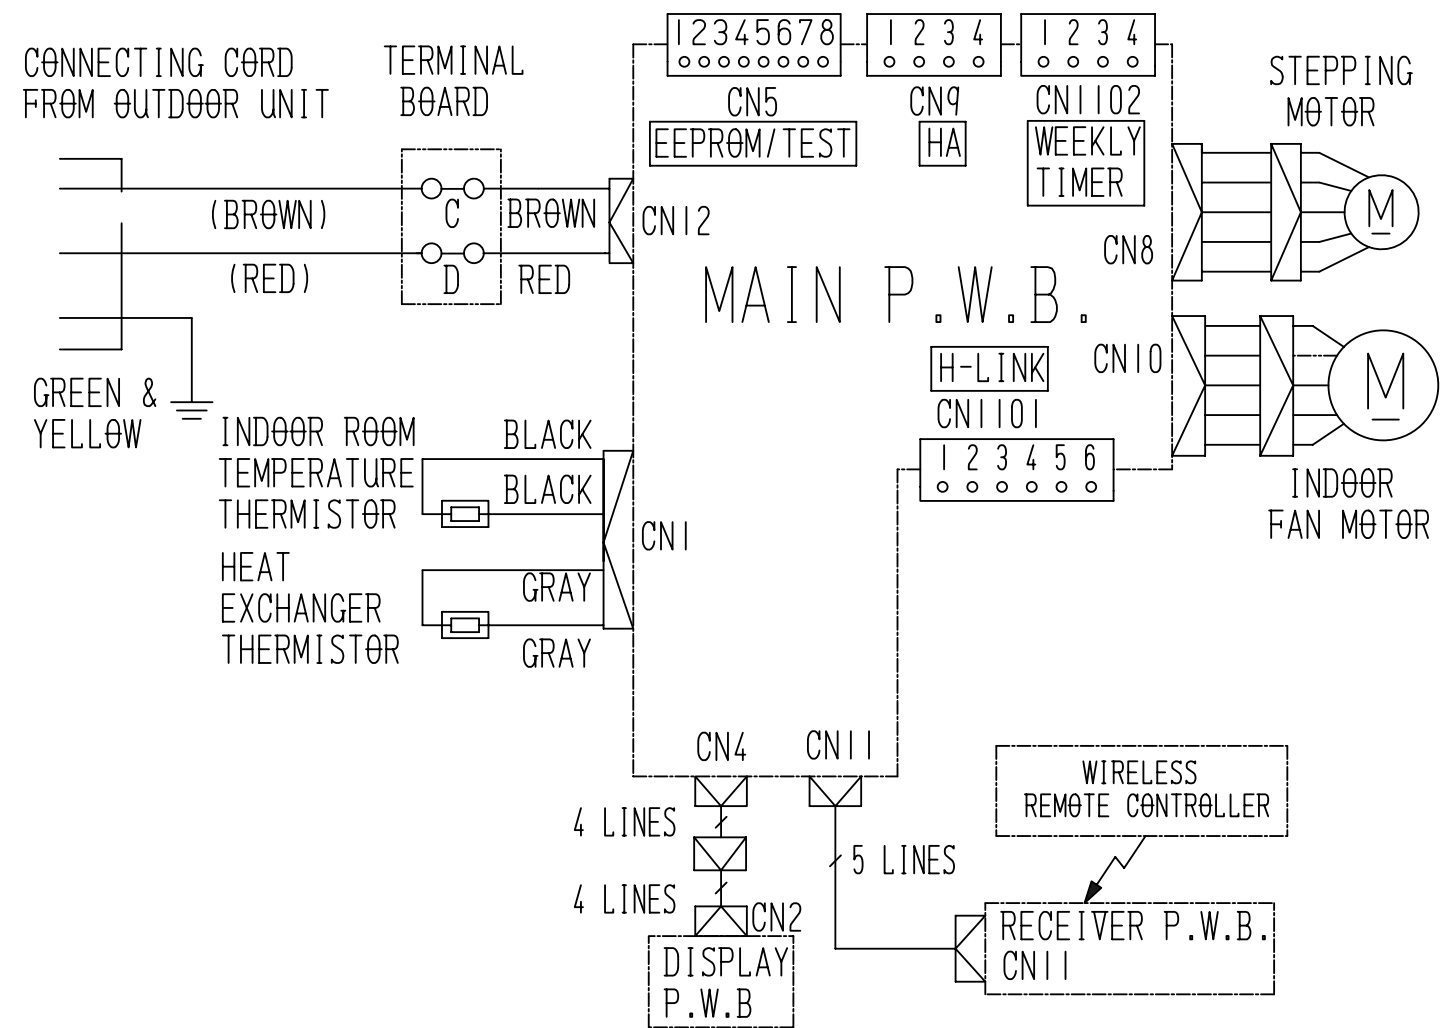 CONNECTING CORD
FROM OUTDOOR UNIT
TERMINAL
BOARD
12345678
CN5
EEPROM/TEST
1 2 3 4
CN9
HA
1 2 3 4
CN1102
WEEKLY
TIMER
STEPPING
MOTOR
M
CN8
(BROWN)
C
BROWN
CN12
(RED)
D
RED
MAIN P.W.B.
H-LINK
CN1101
1 2 3 4 5 6
CN10
M
INDOOR
FAN MOTOR
GREEN &
YELLOW
INDOOR ROOM
TEMPERATURE
THERMISTOR
BLACK
BLACK
CN1
HEAT
EXCHANGER
THERMISTOR
GRAY
GRAY
CN4
CN11
4 LINES
4 LINES
CN2
DISPLAY
P.W.B
5 LINES
WIRELESS
REMOTE CONTROLLER
RECEIVER P.W.B.
CN11